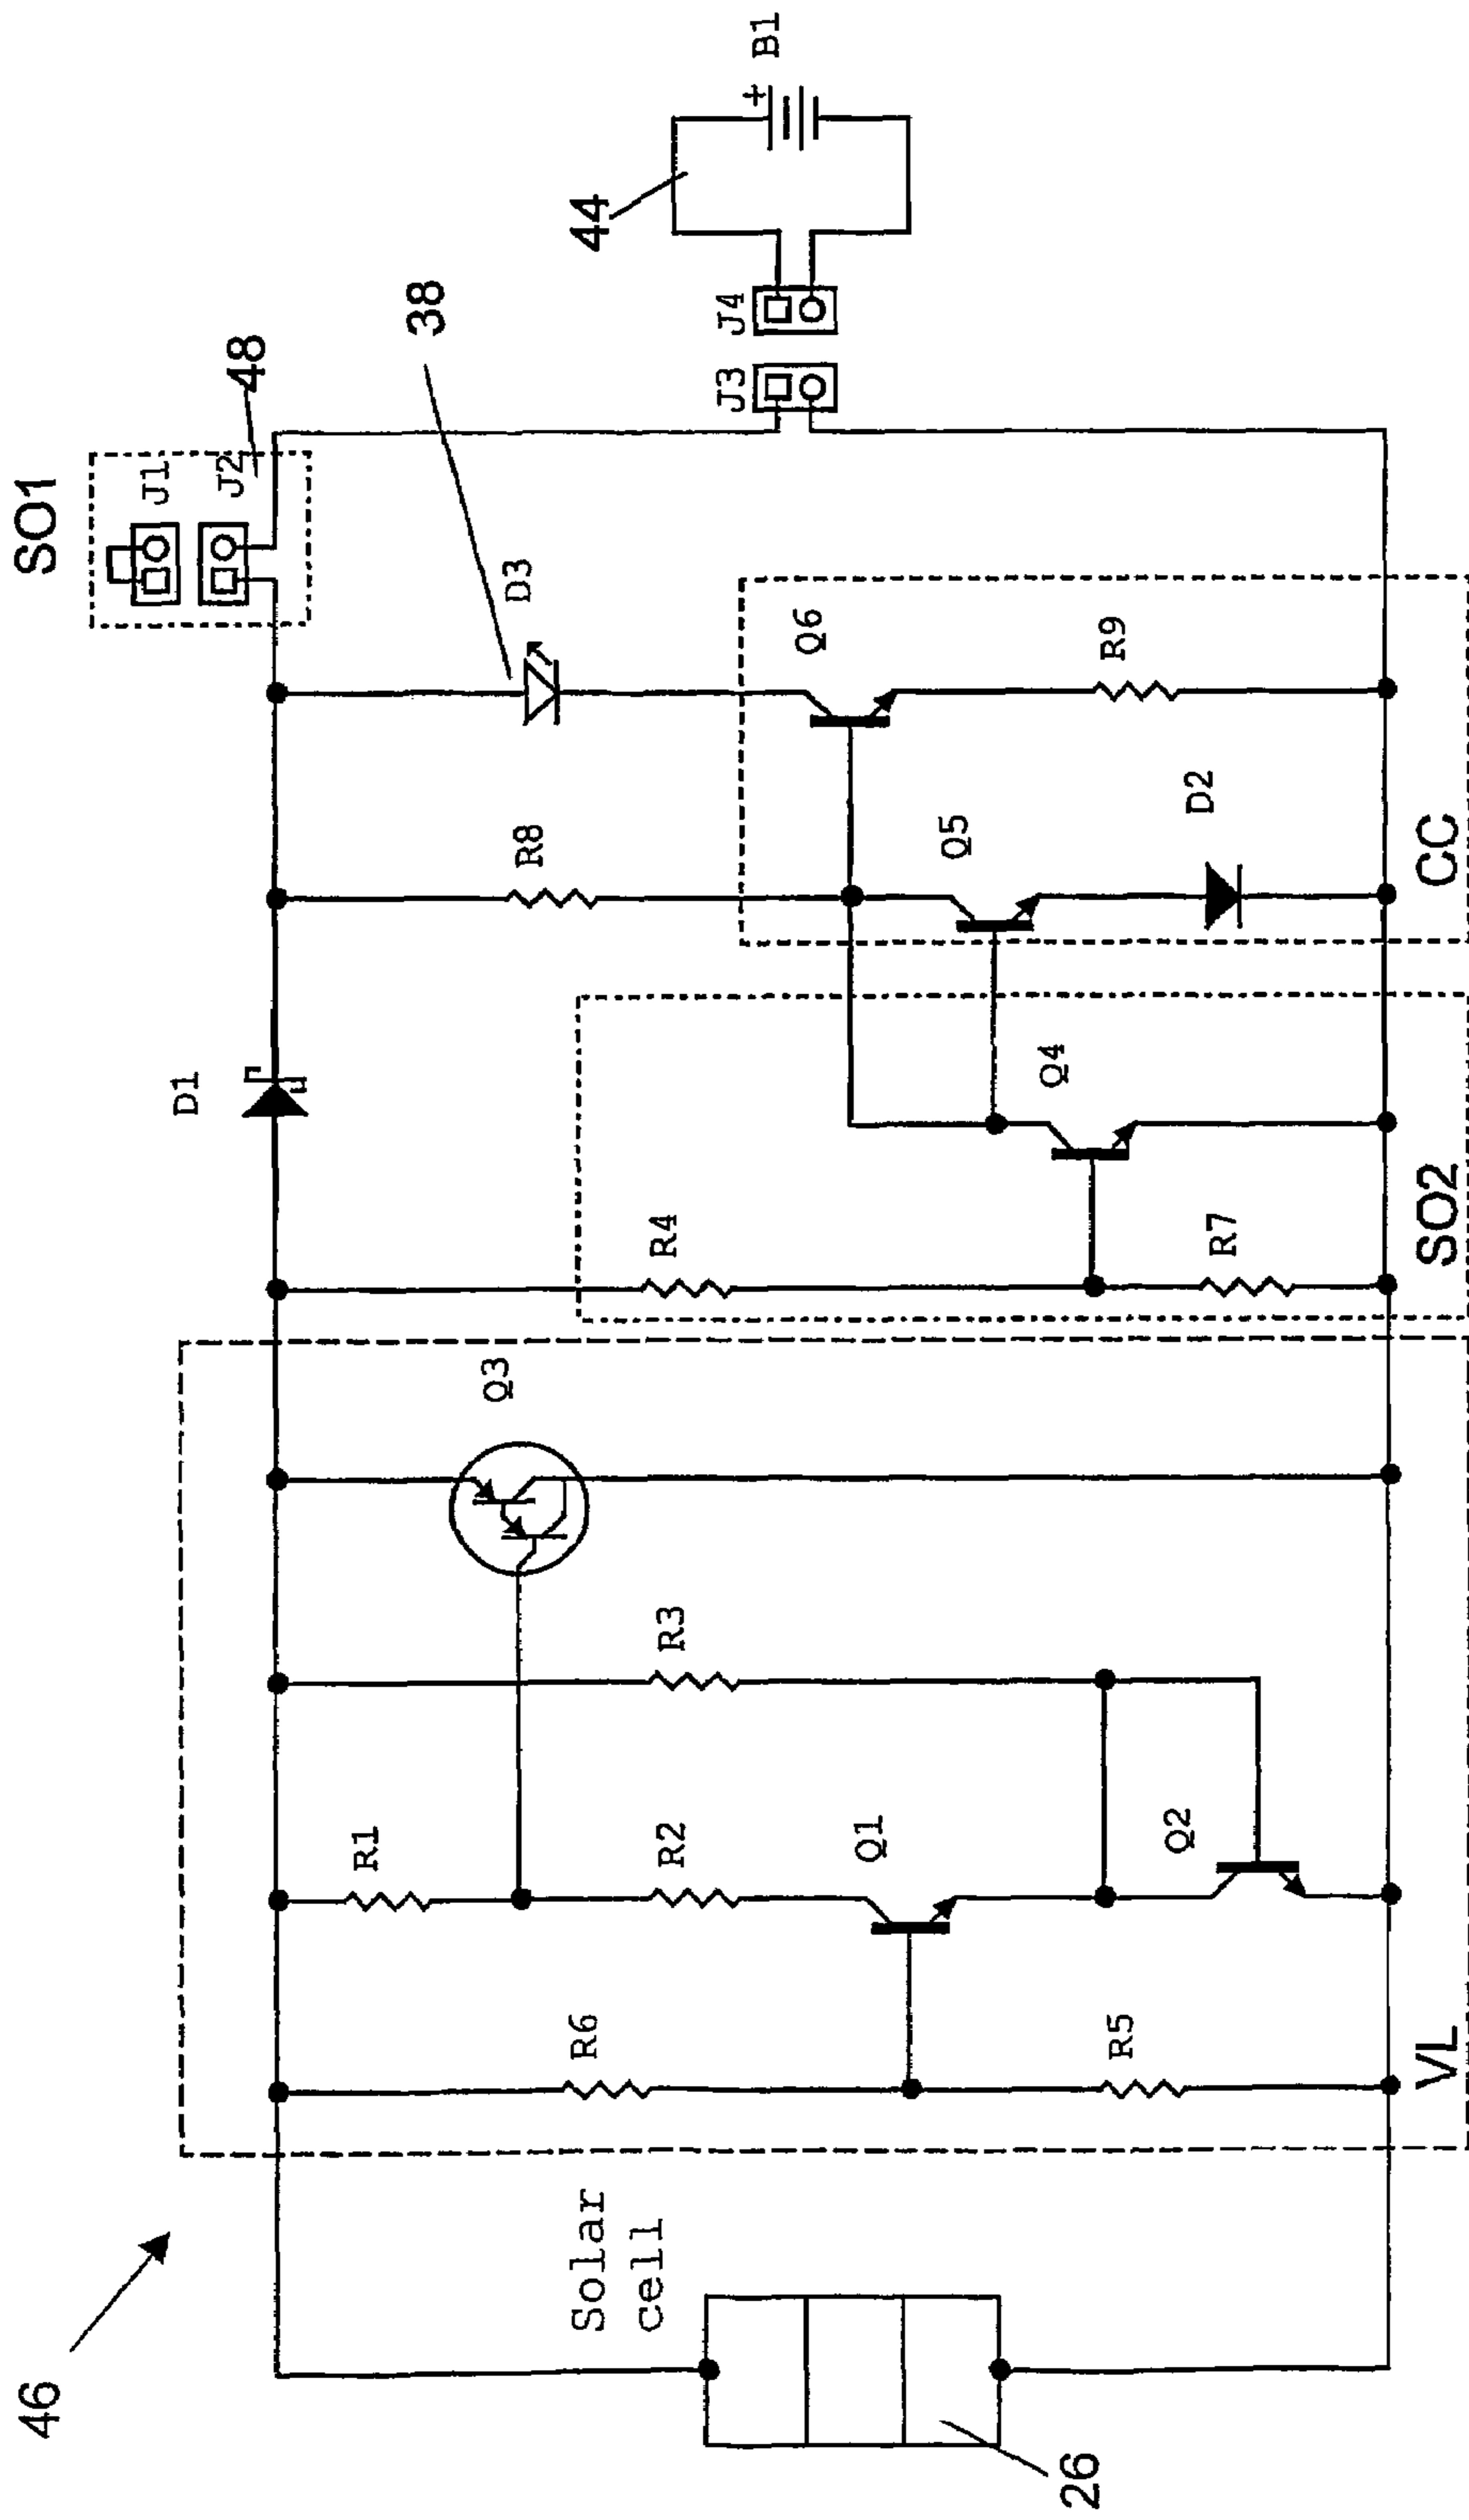 46
SO1
J1
J2
48
D1
38
D3
R8
R4
Q3
R1
R6
R2
R3
Solar
cell
26
Q1
Q2
R5
VL
Q4
R7
SO2
Q5
D2
CC
Q6
R9
J3
J4
44
B1
+